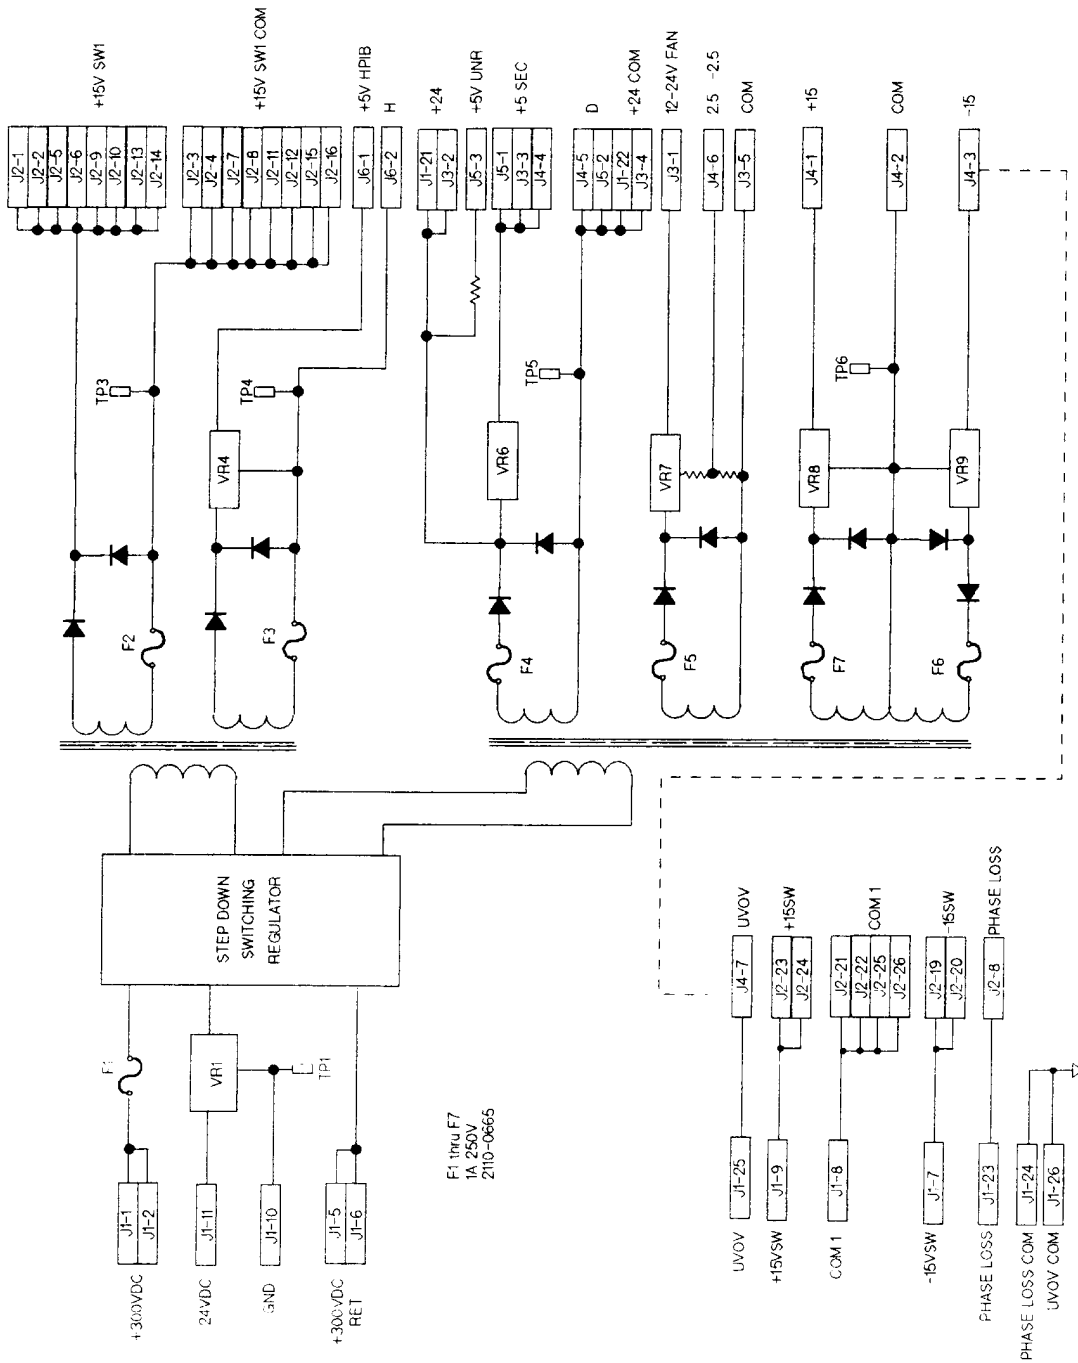 +300VDC
J1-1
J1-2
F1
24VDC
J1-11
VR1
GND
J1-10
TP1
+300VDC
RET
J1-5
J1-6
STEP DOWN
SWITCHING
REGULATOR
F1 thru F7
1A 250V
2110-0665
F2
TP3
J2-1
J2-2
J2-5
J2-6
J2-9
J2-10
J2-13
J2-14
+15V SW1
J2-3
J2-4
J2-7
J2-8
J2-11
J2-12
J2-15
J2-16
+15V SW1 COM
F3
VR4
TP4
J6-1
+5V HPIB
J6-2
H
J1-21
J3-2
+24
J5-3
+5V UNR
F4
VR6
J5-1
J3-3
J4-4
+5 SEC
TP5
J4-5
J5-2
J1-22
J3-4
D
+24 COM
F5
VR7
J3-1
12-24V FAN
J4-6
2.5 -2.5
J3-5
COM
F7
VR8
J4-1
+15
TP6
J4-2
COM
F6
VR9
J4-3
-15
UVOV
J1-25
J4-7
UVOV
+15VSW
J1-9
J2-23
J2-24
+15SW
COM 1
J1-8
J2-21
J2-22
J2-25
J2-26
COM 1
-15VSW
J1-7
J2-19
J2-20
-15SW
PHASE LOSS
J1-23
J2-8
PHASE LOSS
PHASE LOSS COM
J1-24
UVOV COM
J1-26